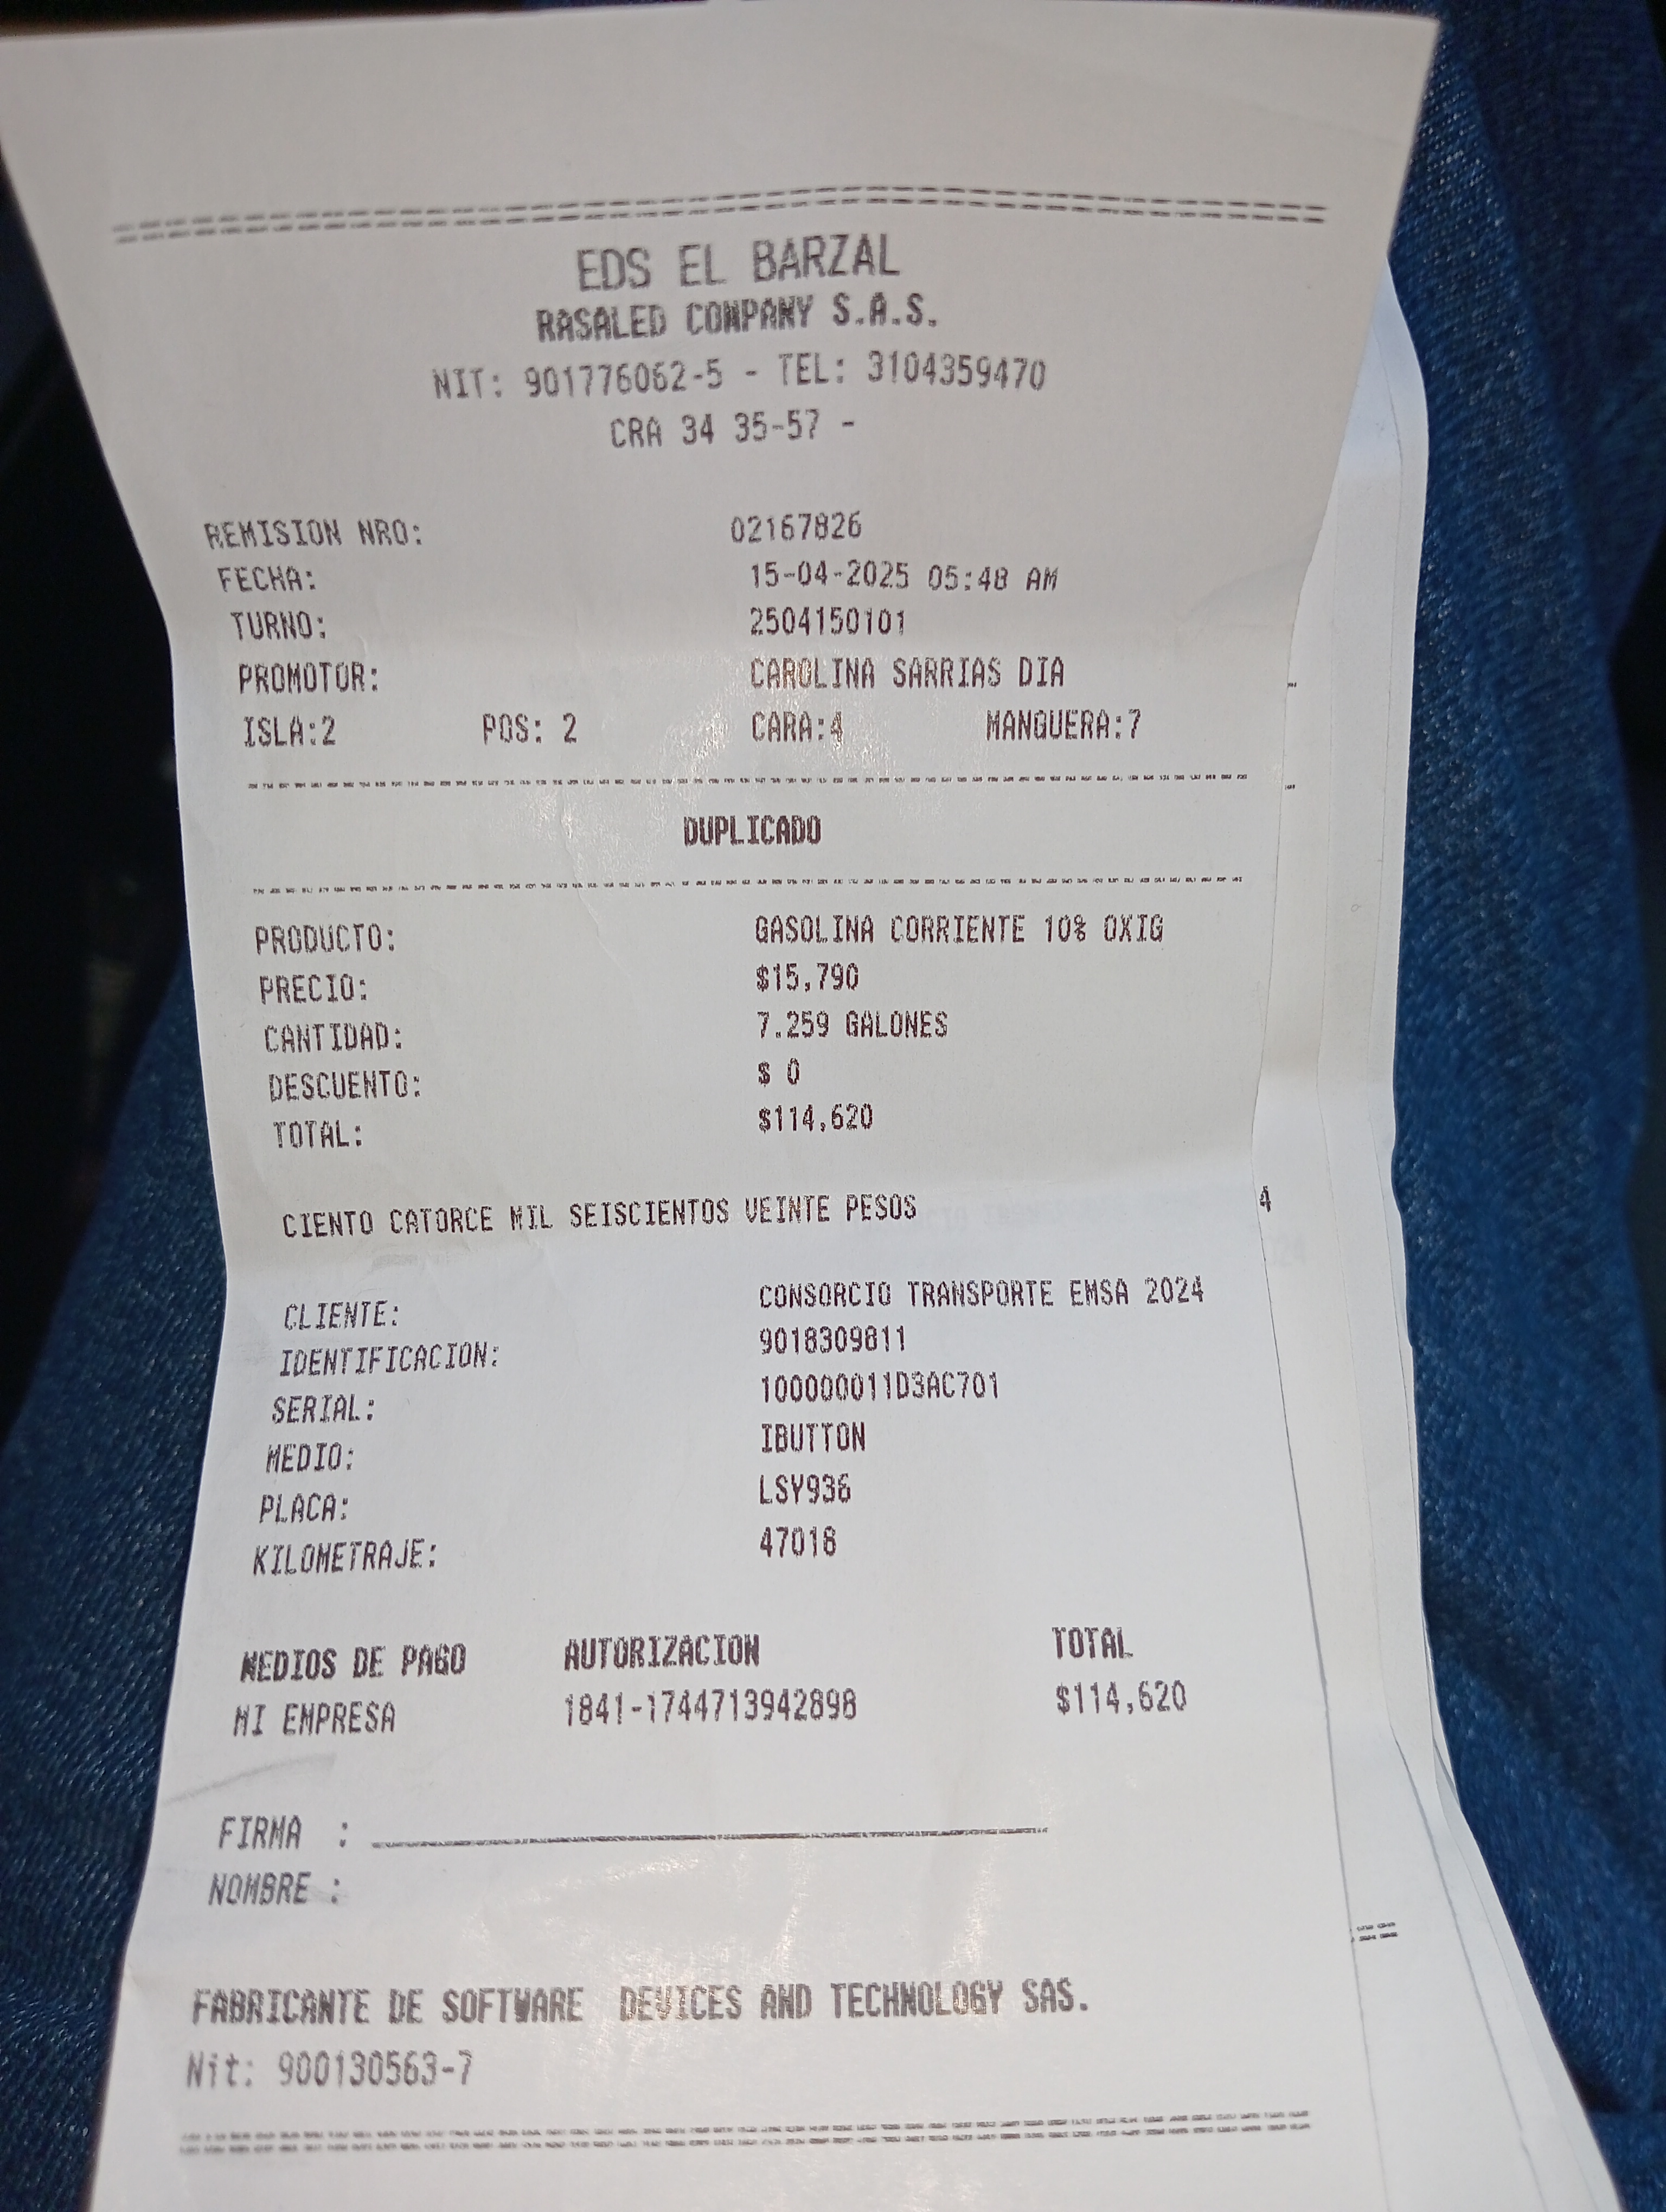 EDS EL BARZAL
RASALED COMPANY S.A.S.
NIT: 901776062-5 - TEL: 3104359470
CRA 34 35-57 -
REMISION NRO: 02167826
FECHA: 15-04-2025 05:48 AM
TURNO: 2504150101
PROMOTOR: CAROLINA SARRIAS DIA
ISLA:2 POS: 2 CARA:4 MANGUERA:7
DUPLICADO
PRODUCTO: GASOLINA CORRIENTE 10% OXIG
PRECIO: $15,790
CANTIDAD: 7.259 GALONES
DESCUENTO: $ 0
TOTAL: $114,620
CIENTO CATORCE MIL SEISCIENTOS VEINTE PESOS
4
CLIENTE: CONSORCIO TRANSPORTE EMSA 2024
IDENTIFICACION: 9018309811
SERIAL: 100000011D3AC701
MEDIO: IBUTTON
PLACA: LSY936
KILOMETRAJE: 47018
MEDIOS DE PAGO AUTORIZACION TOTAL
MI EMPRESA 1841-1744713942898 $114,620
FIRMA :
NOMBRE :
FABRICANTE DE SOFTWARE DEVICES AND TECHNOLOGY SAS.
Nit: 900130563-7